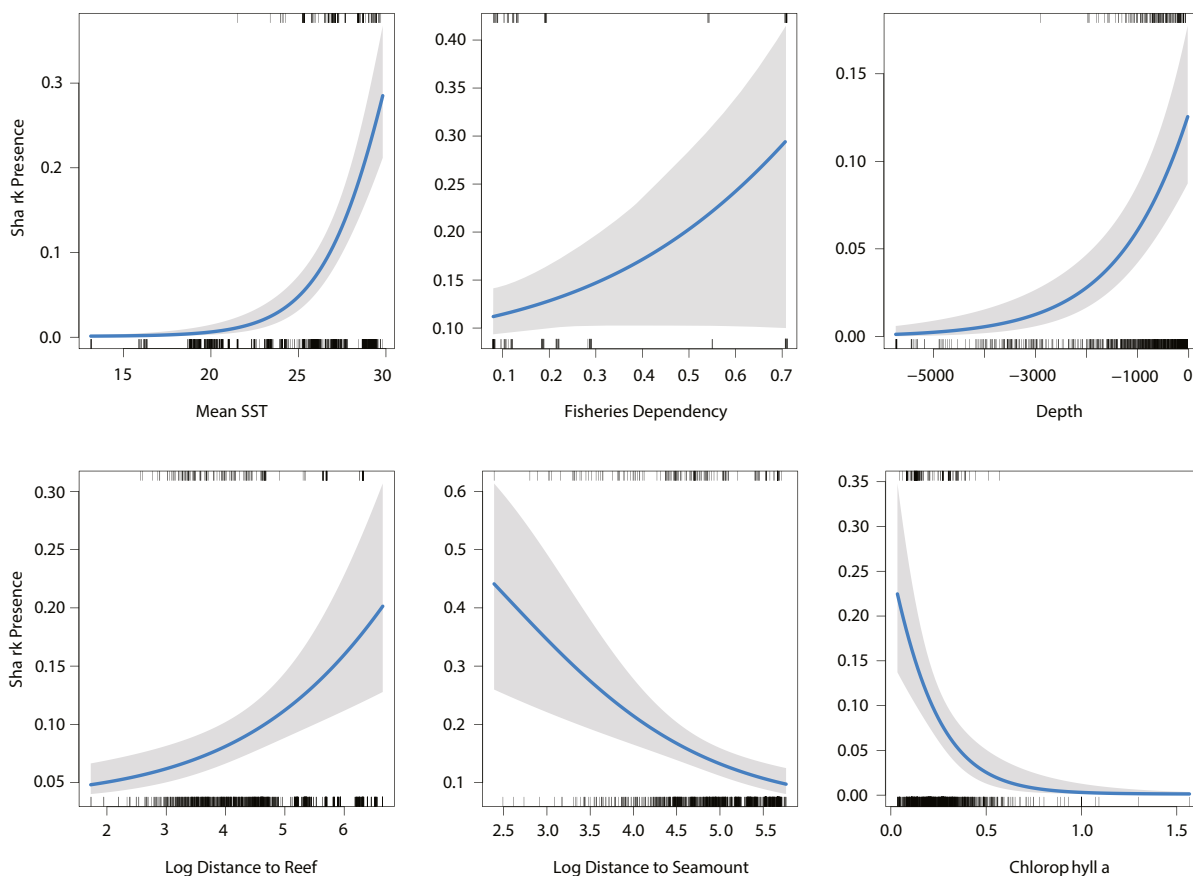 Sha rk Presence
0.3
0.2
0.1
0.0
15 20 25 30
Mean SST
0.40
0.35
0.30
0.25
0.20
0.15
0.10
0.1 0.2 0.3 0.4 0.5 0.6 0.7
Fisheries Dependency
0.15
0.10
0.05
0.00
−5000 −3000 −1000 0
Depth
Sha rk Presence
0.30
0.25
0.20
0.15
0.10
0.05
2 3 4 5 6
Log Distance to Reef
0.6
0.5
0.4
0.3
0.2
0.1
2.5 3.0 3.5 4.0 4.5 5.0 5.5
Log Distance to Seamount
0.35
0.30
0.25
0.20
0.15
0.10
0.05
0.00
0.0 0.5 1.0 1.5
Chlorop hyll a